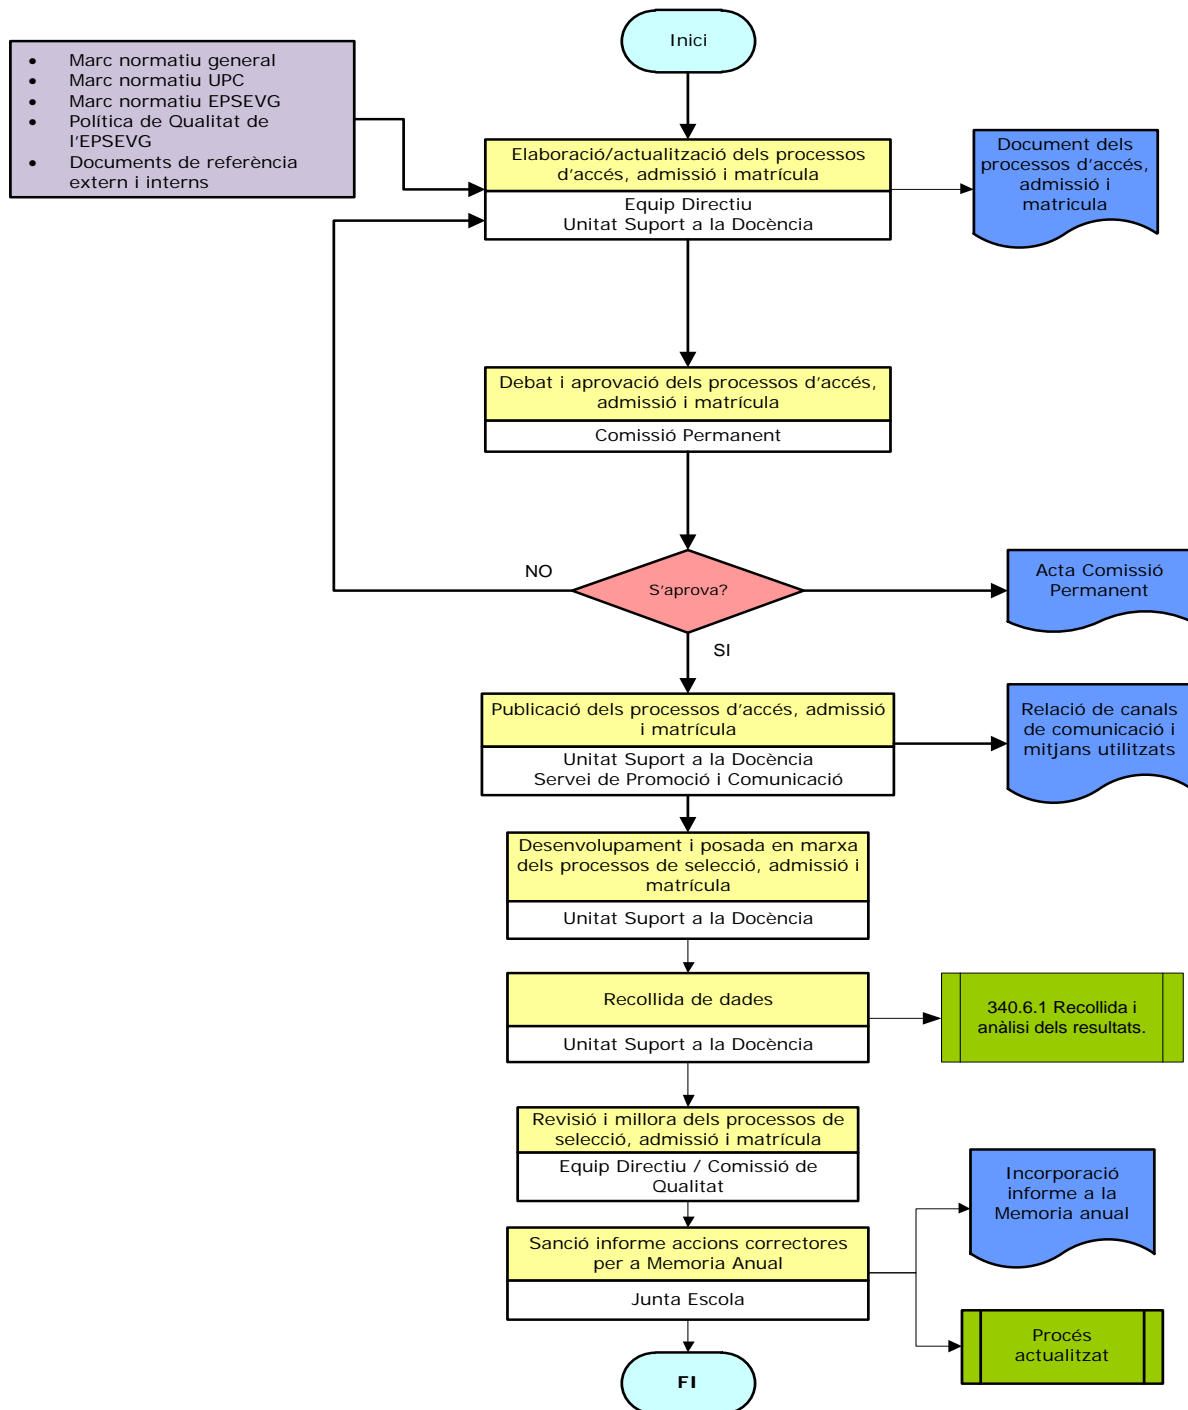 Inici
• Marc normatiu general
• Marc normatiu UPC
• Marc normatiu EPSEVG
• Política de Qualitat de
l'EPSEVG
• Documents de referència
extern i interns
Elaboració/actualització dels processos
d'accés, admissió i matrícula
Equip Directiu
Unitat Suport a la Docència
Document dels
processos d'accés,
admissió i
matricula
Debat i aprovació dels processos d'accés,
admissió i matrícula
Comissió Permanent
NO
S'aprova?
SI
Acta Comissió
Permanent
Publicació dels processos d'accés, admissió
i matrícula
Unitat Suport a la Docència
Servei de Promoció i Comunicació
Relació de canals
de comunicació i
mitjans utilitzats
Desenvolupament i posada en marxa
dels processos de selecció, admissió i
matrícula
Unitat Suport a la Docència
Recollida de dades
Unitat Suport a la Docència
340.6.1 Recollida i
anàlisi dels resultats.
Revisió i millora dels processos de
selecció, admissió i matrícula
Equip Directiu / Comissió de
Qualitat
Incorporació
informe a la
Memoria anual
Sanció informe accions correctores
per a Memoria Anual
Junta Escola
Procés
actualitzat
FI